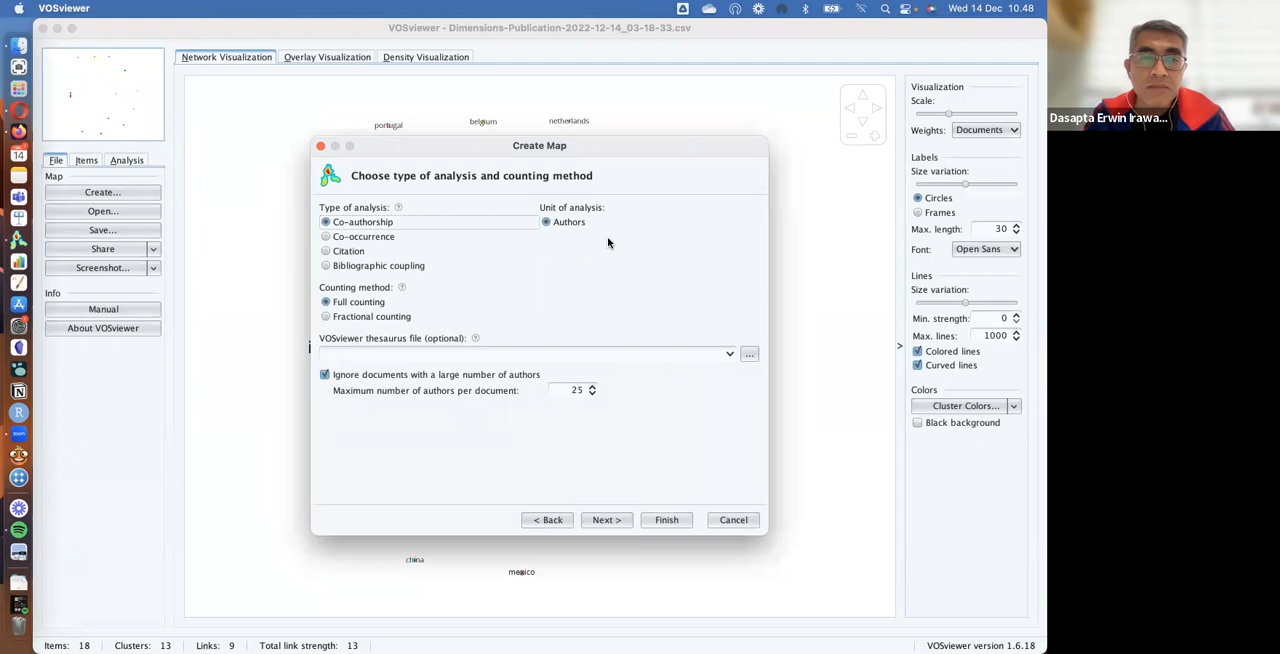 VOSviewer
Wed 14 Dec 10.48
VOSviewer - Dimensions-Publication-2022-12-14_03-18-33.csv
Network Visualization
Overlay Visualization
Density Visualization
File
Items
Analysis
Map
Create...
Open...
Save...
Share
Screenshot...
Info
Manual
About VOSviewer
portugal
belgium
netherlands
china
mexico
Create Map
Choose type of analysis and counting method
Type of analysis:
Unit of analysis:
Co-authorship
Authors
Co-occurrence
Citation
Bibliographic coupling
Counting method:
Full counting
Fractional counting
VOSviewer thesaurus file (optional):
...
Ignore documents with a large number of authors
Maximum number of authors per document:
25
< Back
Next >
Finish
Cancel
Visualization
Scale:
Weights:
Documents
Labels
Size variation:
Circles
Frames
Max. length:
30
Font:
Open Sans
Lines
Size variation:
Min. strength:
0
Max. lines:
1000
Colored lines
Curved lines
Colors
Cluster Colors...
Black background
Items: 18
Clusters: 13
Links: 9
Total link strength: 13
VOSviewer version 1.6.18
Dasapta Erwin Irawa...